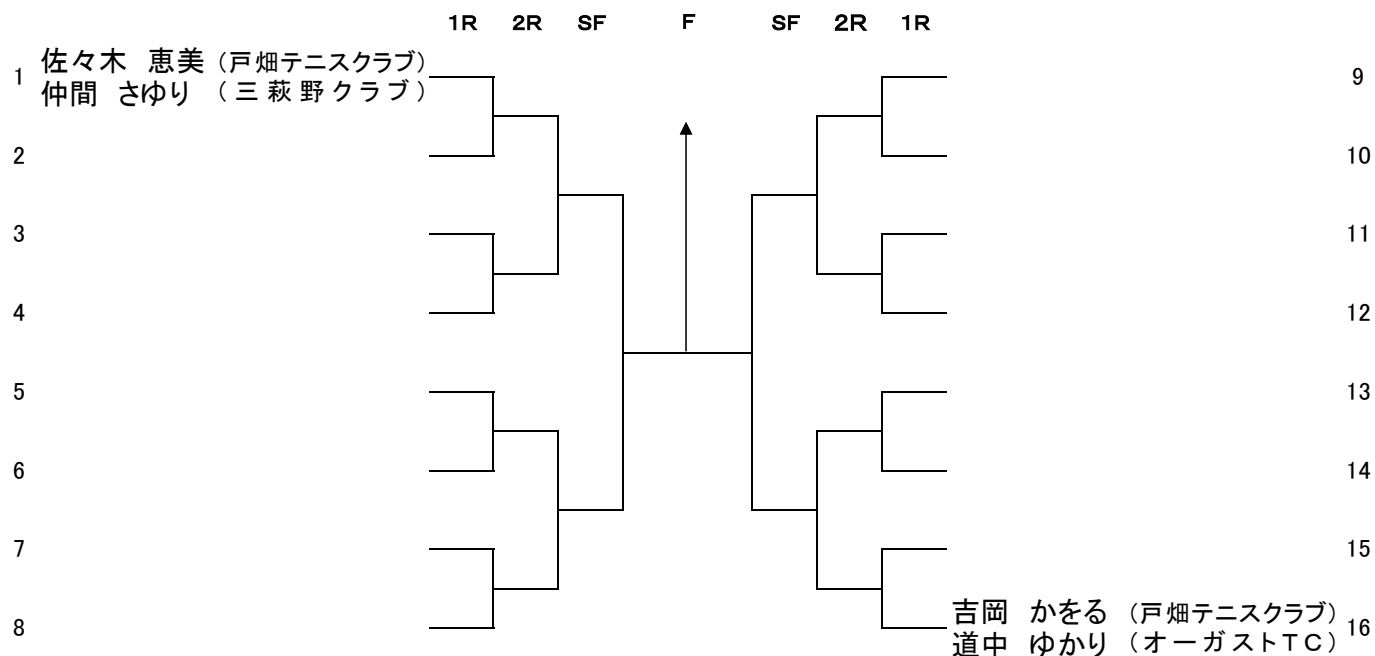 1R 2R SF F SF 2R 1R
1 佐々木 恵美 (戸畑テニスクラブ) 9
仲間 さゆり (三萩野クラブ)
2 10
3 11
4 12
5 13
6 14
7 15
8 吉岡 かをる (戸畑テニスクラブ) 16
道中 ゆかり (オーガストTC)